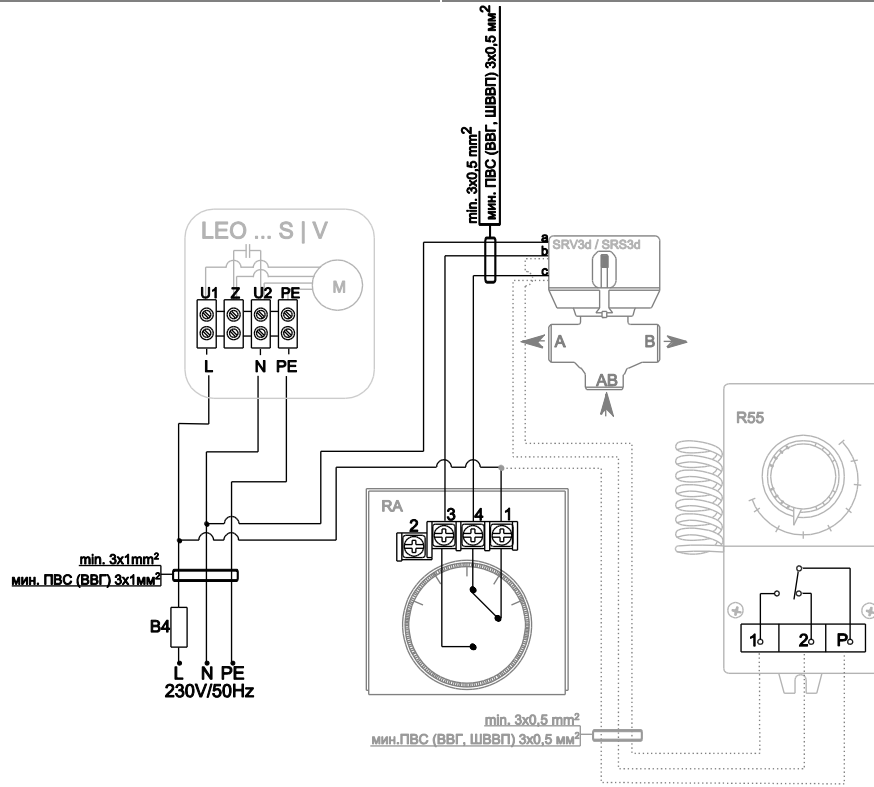 min. 3x0,5 mm²
мин. ПВС (ВВГ, ШВВП) 3x0,5 мм²
LEO ... S | V
M
U1 Z U2 PE
L N PE
a
b
c
SRV3d / SRS3d
A B
AB
R55
RA
2 3 4 1
min. 3x1mm²
мин. ПВС (ВВГ) 3x1мм²
B4
L N PE
230V/50Hz
1 2 P
min. 3x0,5 mm²
мин.ПВС (ВВГ, ШВВП) 3x0,5 мм²